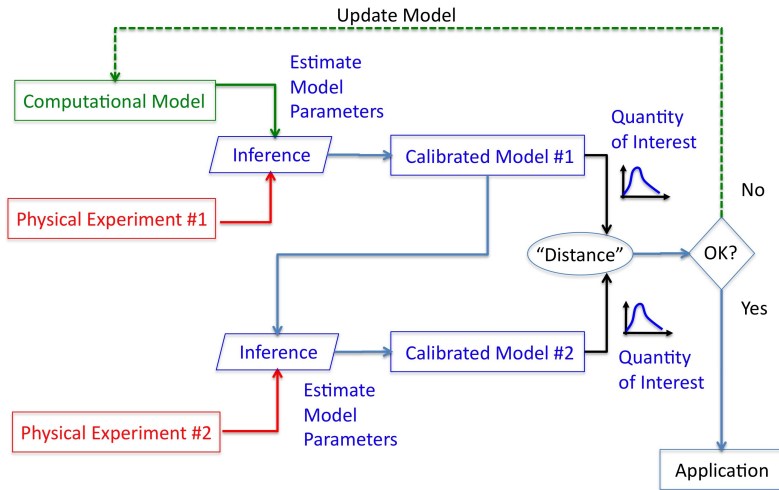 Update Model
Estimate
Model
Parameters
Computational Model
Quantity
of Interest
Inference
Calibrated Model #1
No
Physical Experiment #1
“Distance”
OK?
Yes
Inference
Calibrated Model #2
Quantity
of Interest
Estimate
Model
Parameters
Physical Experiment #2
Application